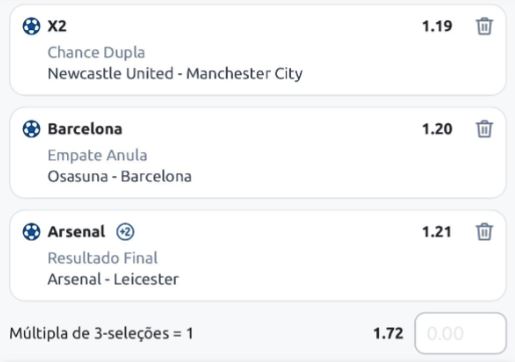 X2 1.19
Chance Dupla
Newcastle United - Manchester City
Barcelona 1.20
Empate Anula
Osasuna - Barcelona
Arsenal +2 1.21
Resultado Final
Arsenal - Leicester
Múltipla de 3-seleções = 1 1.72 0.00